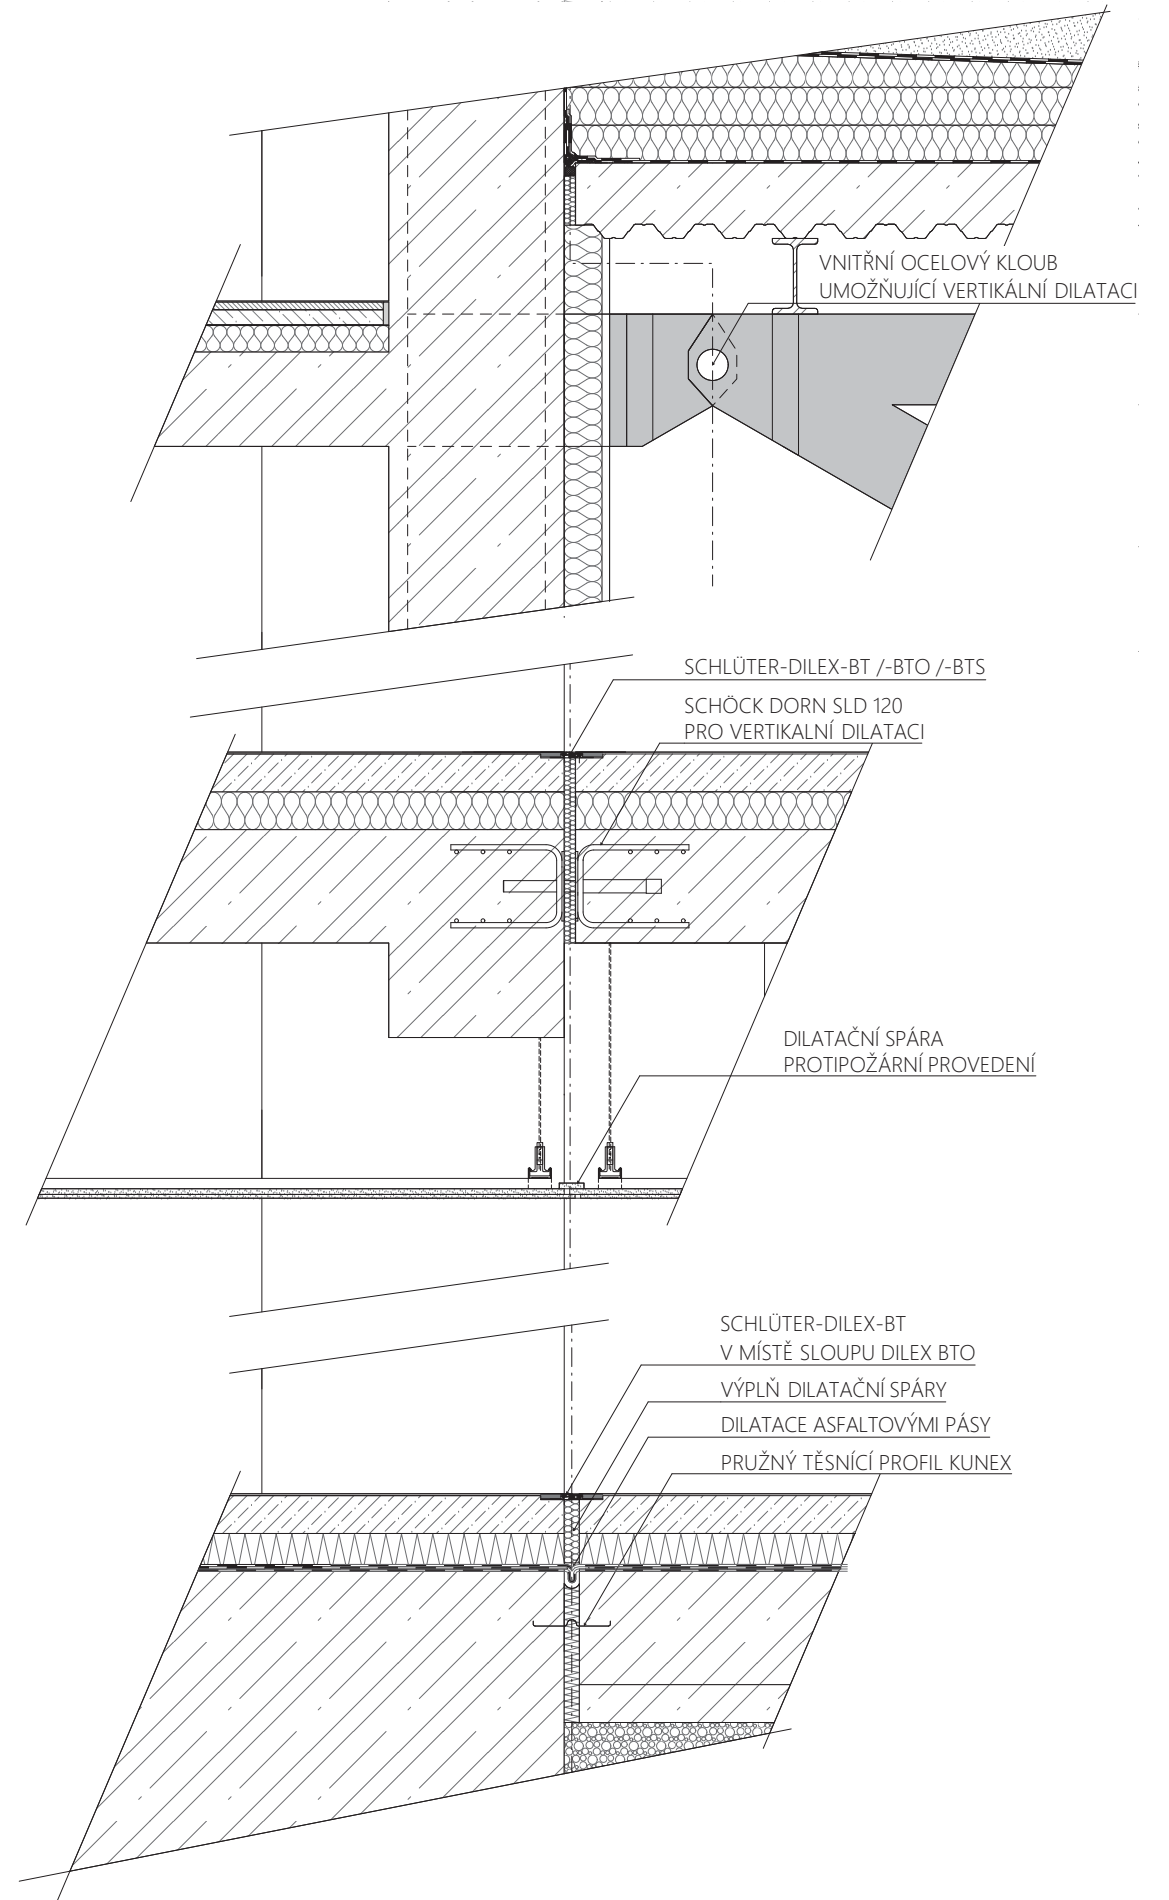 VNITŘNÍ OCELOVÝ KLOUB
UMOŽŇUJÍCÍ VERTIKÁLNÍ DILATACI
SCHLÜTER-DILEX-BT /-BTO /-BTS
SCHÖCK DORN SLD 120
PRO VERTIKALNÍ DILATACI
DILATAČNÍ SPÁRA
PROTIPOŽÁRNÍ PROVEDENÍ
SCHLÜTER-DILEX-BT
V MÍSTĚ SLOUPU DILEX BTO
VÝPLŇ DILATAČNÍ SPÁRY
DILATACE ASFALTOVÝMI PÁSY
PRUŽNÝ TĚSNÍCÍ PROFIL KUNEX